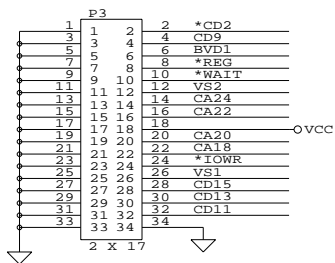 P3
1 1 2 2 *CD2
3 3 4 4 CD9
5 5 6 6 BVD1
7 7 8 8 *REG
9 9 10 10 *WAIT
11 11 12 12 VS2
13 13 14 14 CA24
15 15 16 16 CA22
17 17 18 18 VCC
19 19 20 20 CA20
21 21 22 22 CA18
23 23 24 24 *IOWR
25 25 26 26 VS1
27 27 28 28 CD15
29 29 30 30 CD13
31 31 32 32 CD11
33 33 34 34
2 X 17